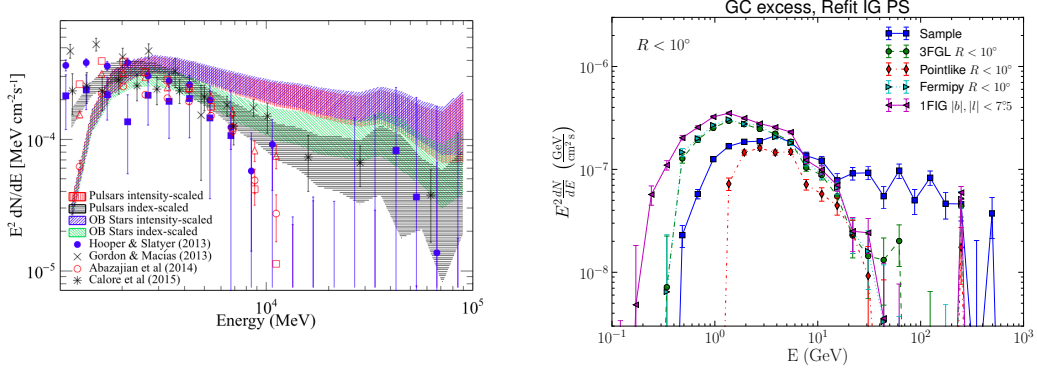 E² dN/dE [MeV cm⁻²s⁻¹]
10⁻⁴
10⁻⁵
Pulsars intensity-scaled
Pulsars index-scaled
OB Stars intensity-scaled
OB Stars index-scaled
Hooper & Slatyer (2013)
Gordon & Macias (2013)
Abazajian et al (2014)
Calore et al (2015)
10⁴
10⁵
Energy (MeV)
GC excess, Refit IG PS
R < 10°
Sample
3FGL R < 10°
Pointlike R < 10°
Fermipy R < 10°
1FIG |b|, |l| < 7.°5
E² dN/dE (GeV/cm² s)
10⁻⁶
10⁻⁷
10⁻⁸
10⁻¹ 10⁰ 10¹ 10² 10³
E (GeV)